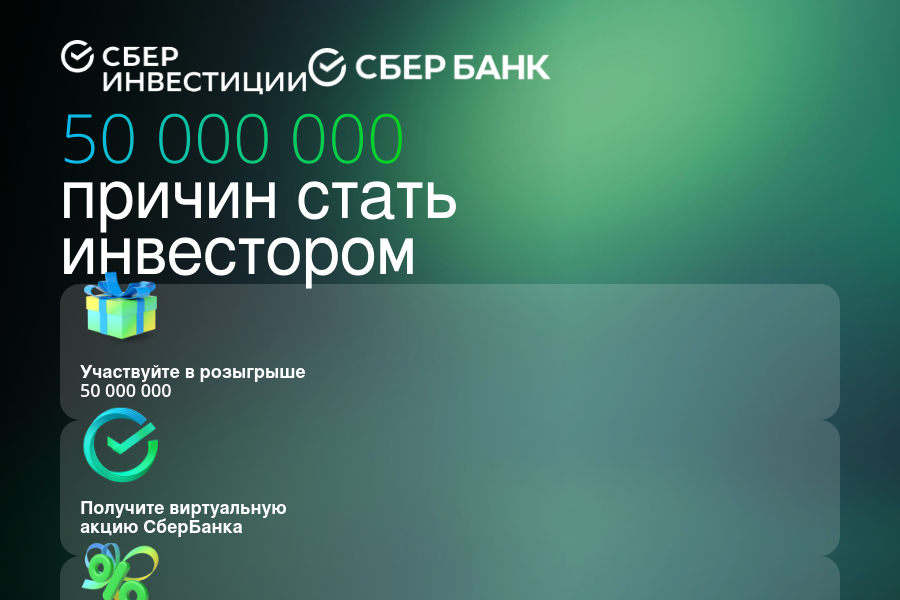 СБЕР
ИНВЕСТИЦИИ
СБЕР БАНК
50 000 000
причин стать
инвестором
Участвуйте в розыгрыше
50 000 000
Получите виртуальную
акцию СберБанка
%